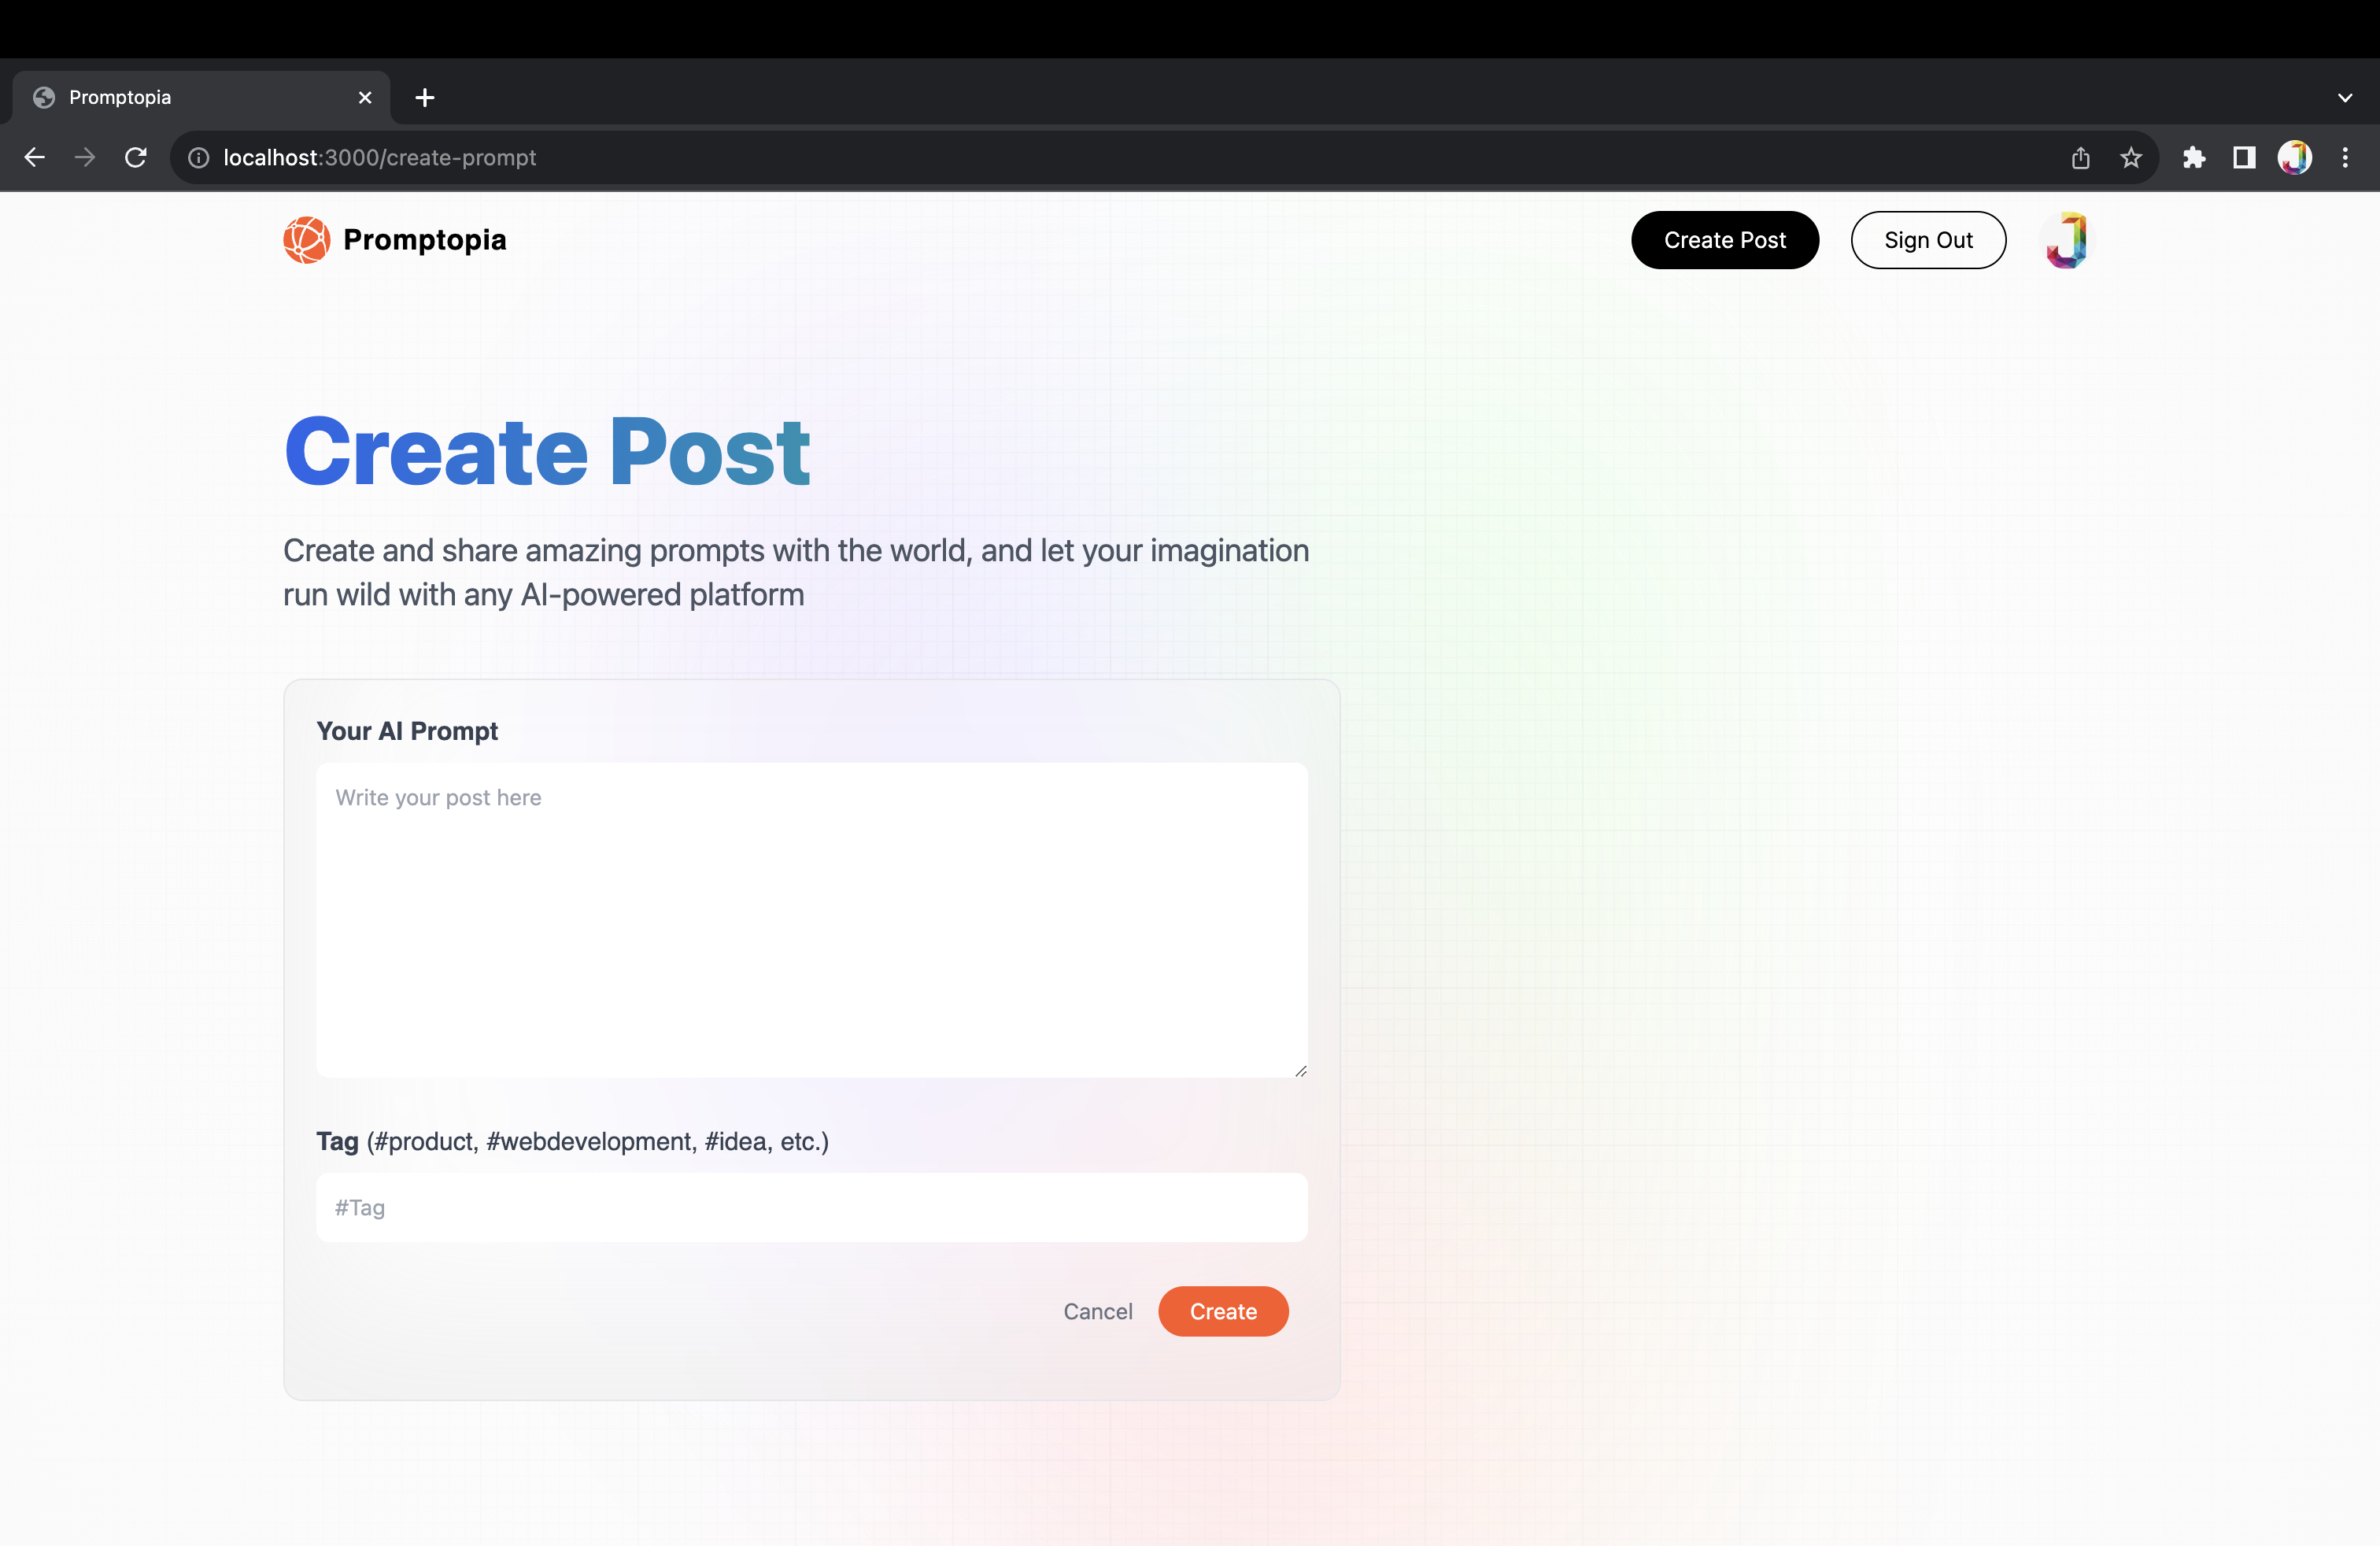 Promptopia
localhost:3000/create-prompt
Promptopia
Create Post
Sign Out
Create Post
Create and share amazing prompts with the world, and let your imagination
run wild with any AI-powered platform
Your AI Prompt
Write your post here
Tag (#product, #webdevelopment, #idea, etc.)
#Tag
Cancel
Create